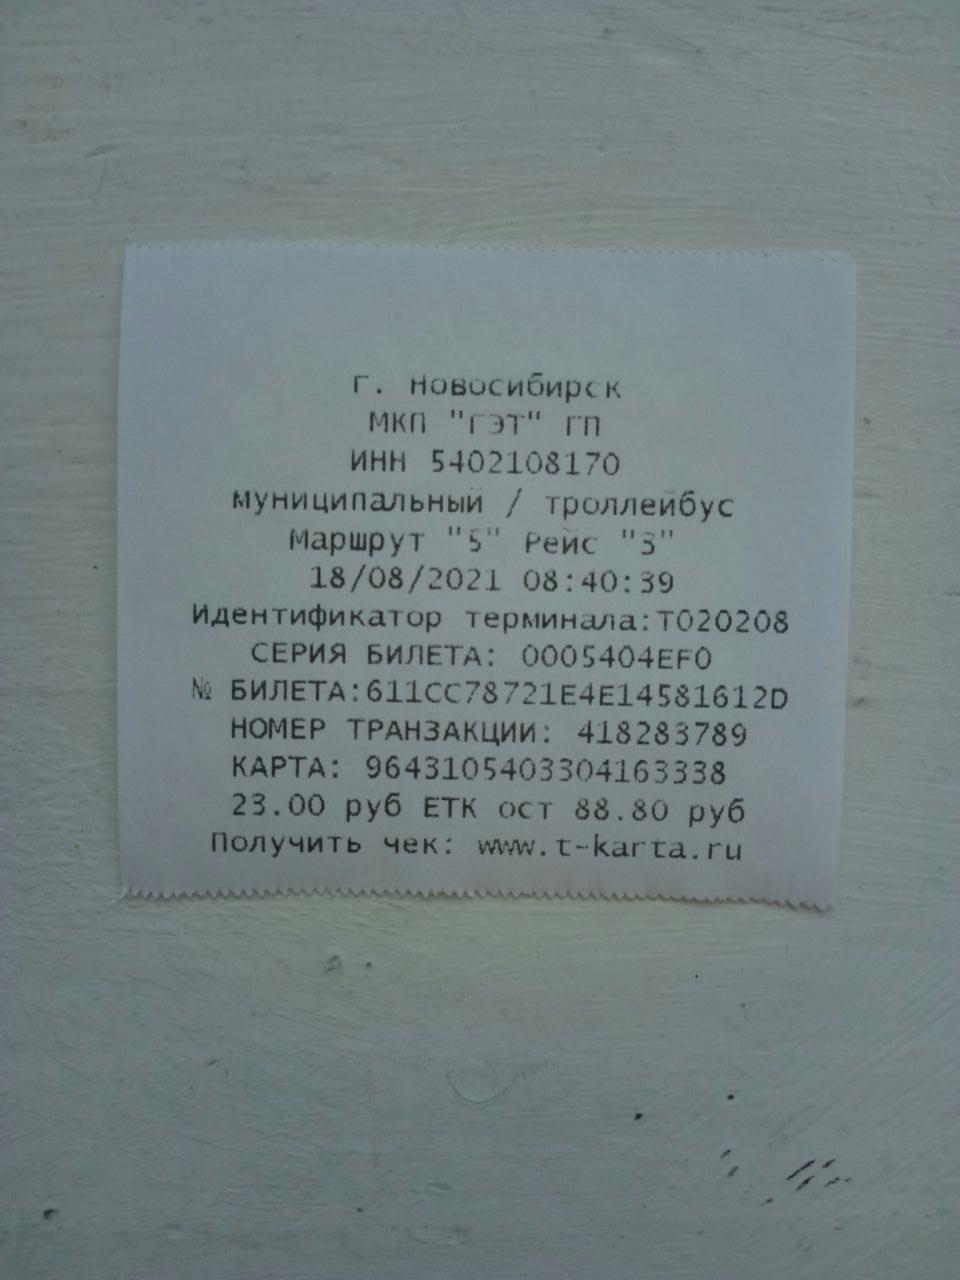 г. Новосибирск
МКП "ГЭТ" ГП
ИНН 5402108170
муниципальный / троллейбус
Маршрут "5" Рейс "3"
18/08/2021 08:40:39
Идентификатор терминала:T020208
СЕРИЯ БИЛЕТА: 0005404EF0
№ БИЛЕТА:611CC78721E4E14581612D
НОМЕР ТРАНЗАКЦИИ: 418283789
КАРТА: 9643105403304163338
23.00 руб ЕТК ост 88.80 руб
Получить чек: www.t-karta.ru